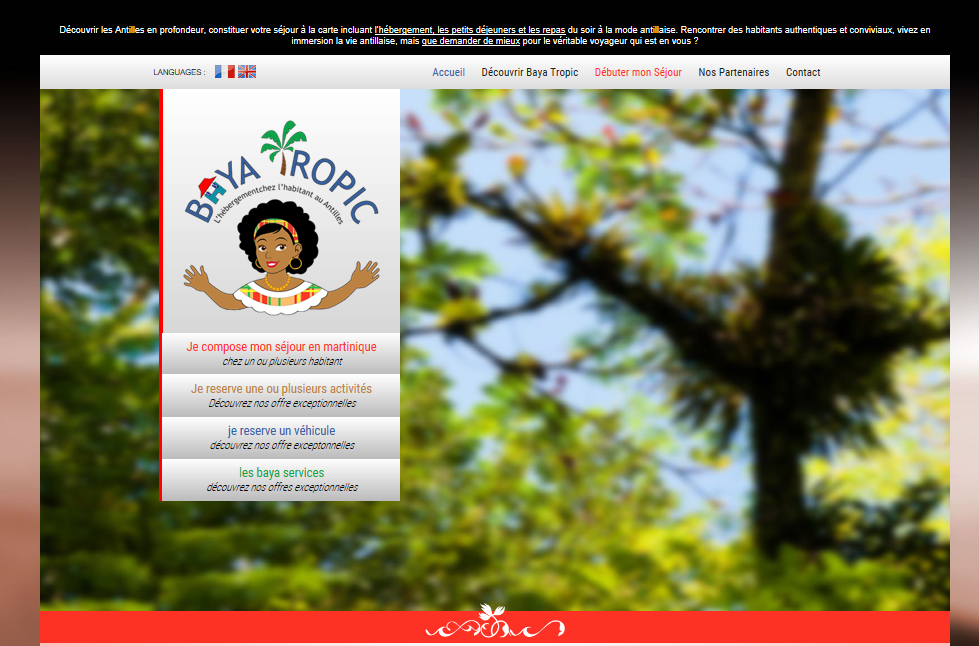 Découvrir les Antilles en profondeur, constituer votre séjour à la carte incluant l'hébergement, les petits déjeuners et les repas du soir à la mode antillaise. Rencontrer des habitants authentiques et conviviaux, vivez en
immersion la vie antillaise, mais que demander de mieux pour le véritable voyageur qui est en vous ?
LANGUAGES :
Accueil Découvrir Baya Tropic Débuter mon Séjour Nos Partenaires Contact
BAYA TROPIC
L'hébergementchez l'habitant au Antilles
Je compose mon séjour en martinique
chez un ou plusieurs habitant
Je reserve une ou plusieurs activités
Découvrez nos offre exceptionnelles
je reserve un véhicule
découvrez nos offre exceptonnelles
les baya services
découvrez nos offres exceptionnelles